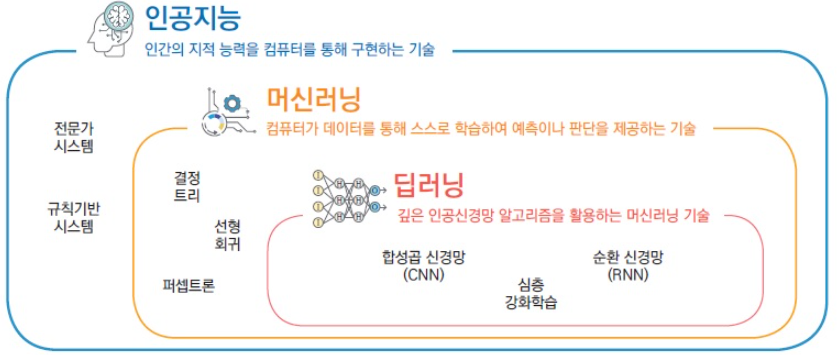 인공지능
인간의 지적 능력을 컴퓨터를 통해 구현하는 기술
머신러닝
컴퓨터가 데이터를 통해 스스로 학습하여 예측이나 판단을 제공하는 기술
전문가
시스템
규칙기반
시스템
결정
트리
선형
회귀
퍼셉트론
딥러닝
깊은 인공신경망 알고리즘을 활용하는 머신러닝 기술
합성곱 신경망
(CNN)
심층
강화학습
순환 신경망
(RNN)
I
I
I
I
H
H
H
H
H
H
H
O
O